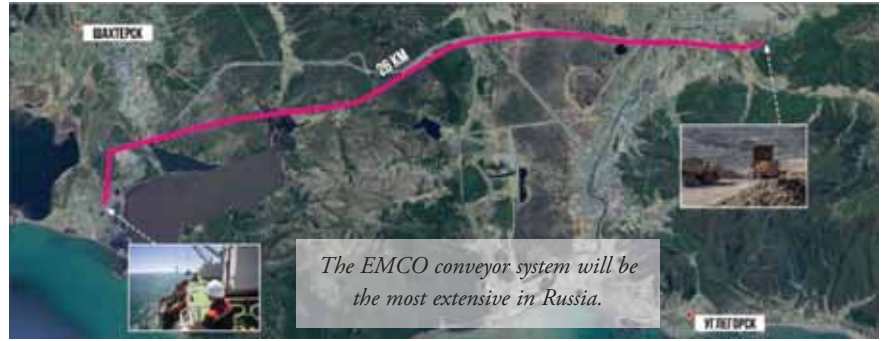 ШАХТЕРСК
26 КМ
The EMCO conveyor system will be
the most extensive in Russia.
УГЛЕГОРСК